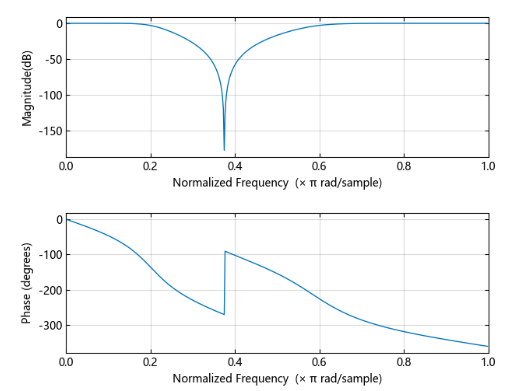 0
-50
-100
-150
Magnitude(dB)
0.0 0.2 0.4 0.6 0.8 1.0
Normalized Frequency (× π rad/sample)
0
-100
-200
-300
Phase (degrees)
0.0 0.2 0.4 0.6 0.8 1.0
Normalized Frequency (× π rad/sample)